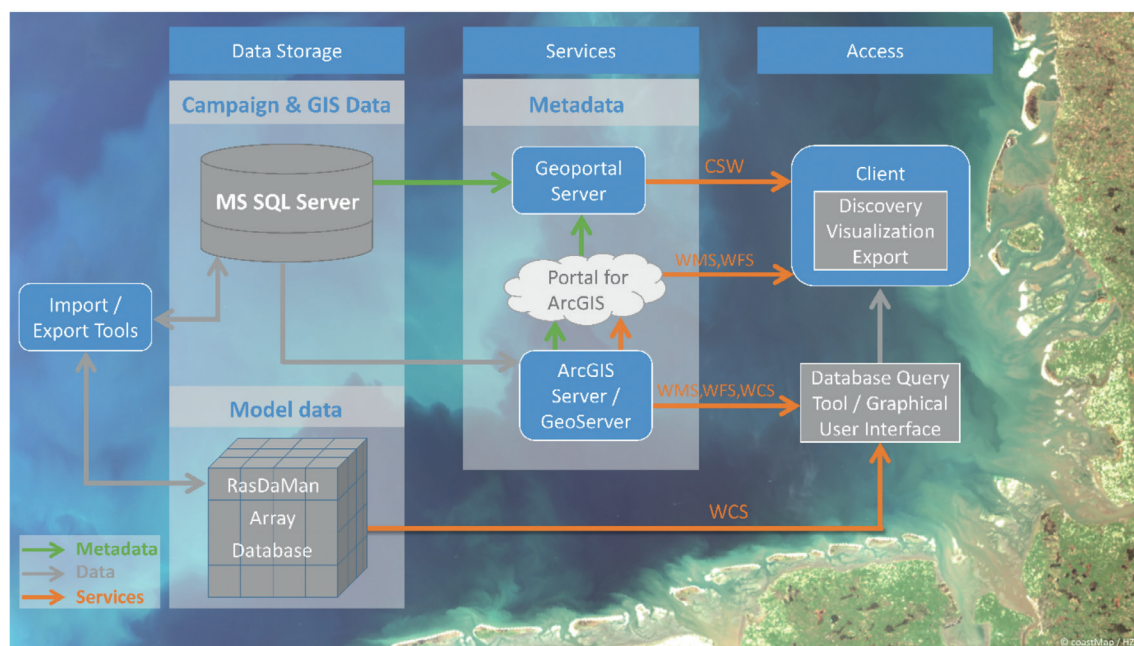 Data Storage
Services
Access
Campaign & GIS Data
Metadata
MS SQL Server
Geoportal
Server
CSW
Client
Discovery
Visualization
Export
Portal for
ArcGIS
WMS,WFS
Import /
Export Tools
ArcGIS
Server /
GeoServer
WMS,WFS,WCS
Database Query
Tool / Graphical
User Interface
Model data
RasDaMan
Array
Database
WCS
Metadata
Data
Services
© coastMap / HZ